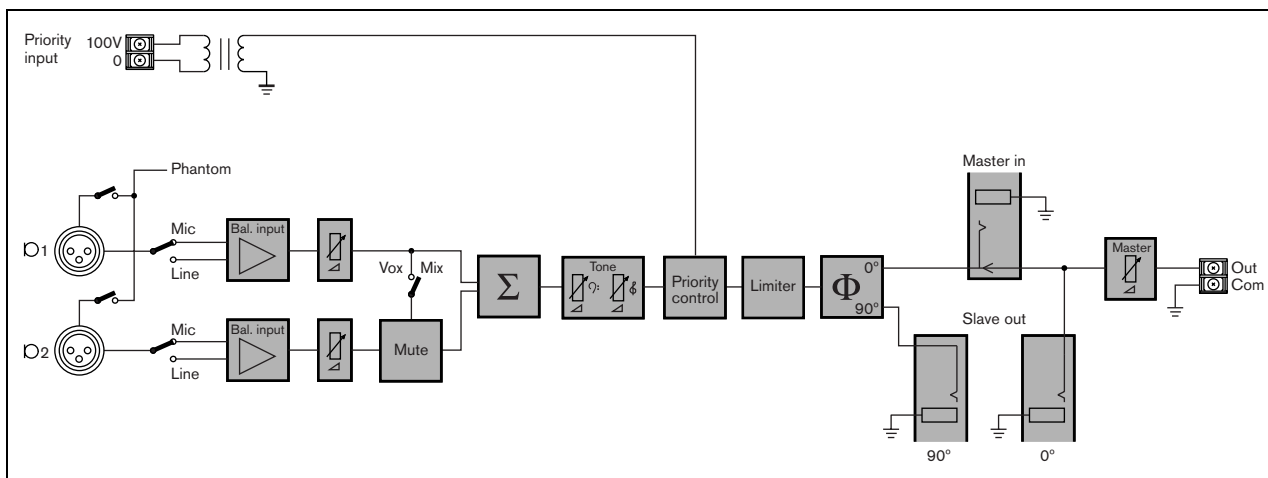 Priority
input
100V
0
Phantom
1
Mic
Line
Bal. input
Vox
Mix
2
Mic
Line
Bal. input
Mute
Σ
Tone
Priority
control
Limiter
Φ
0°
90°
Master in
Slave out
90°
0°
Master
Out
Com